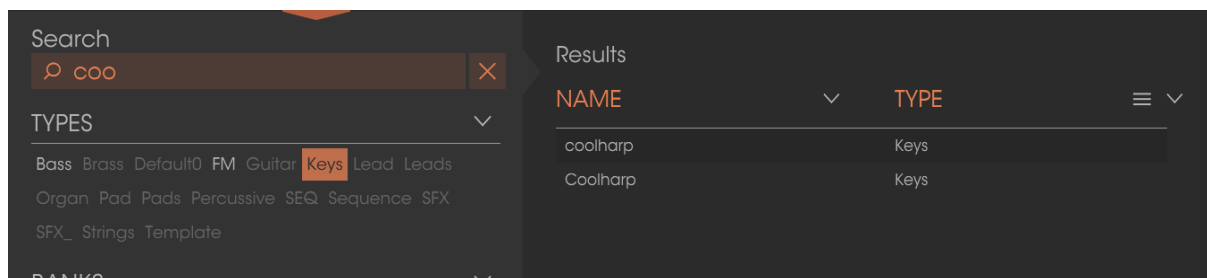 Search
coo
TYPES
Bass Brass Default0 FM Guitar Keys Lead Leads
Organ Pad Pads Percussive SEQ Sequence SFX
SFX_ Strings Template
BANKS
Results
NAME TYPE
coolharp Keys
Coolharp Keys